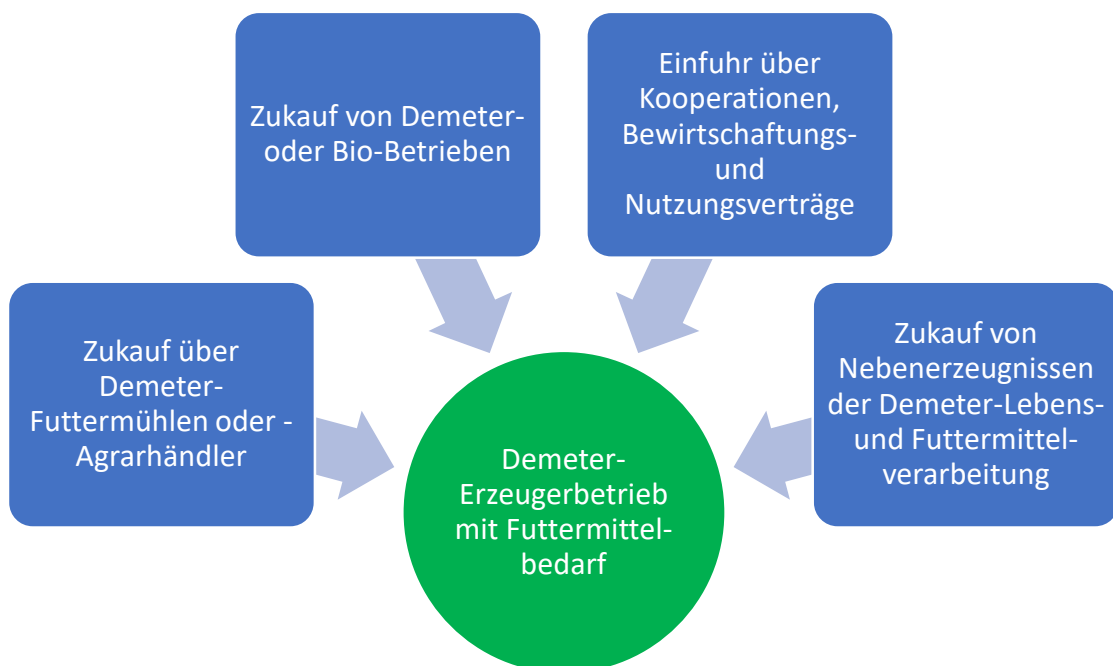 Zukauf über
Demeter-
Futtermühlen oder -
Agrarhändler
Zukauf von Demeter-
oder Bio-Betrieben
Einfuhr über
Kooperationen,
Bewirtschaftungs-
und
Nutzungsverträge
Zukauf von
Nebenerzeugnissen
der Demeter-Lebens-
und Futtermittel-
verarbeitung
Demeter-
Erzeugerbetrieb
mit Futtermittel-
bedarf